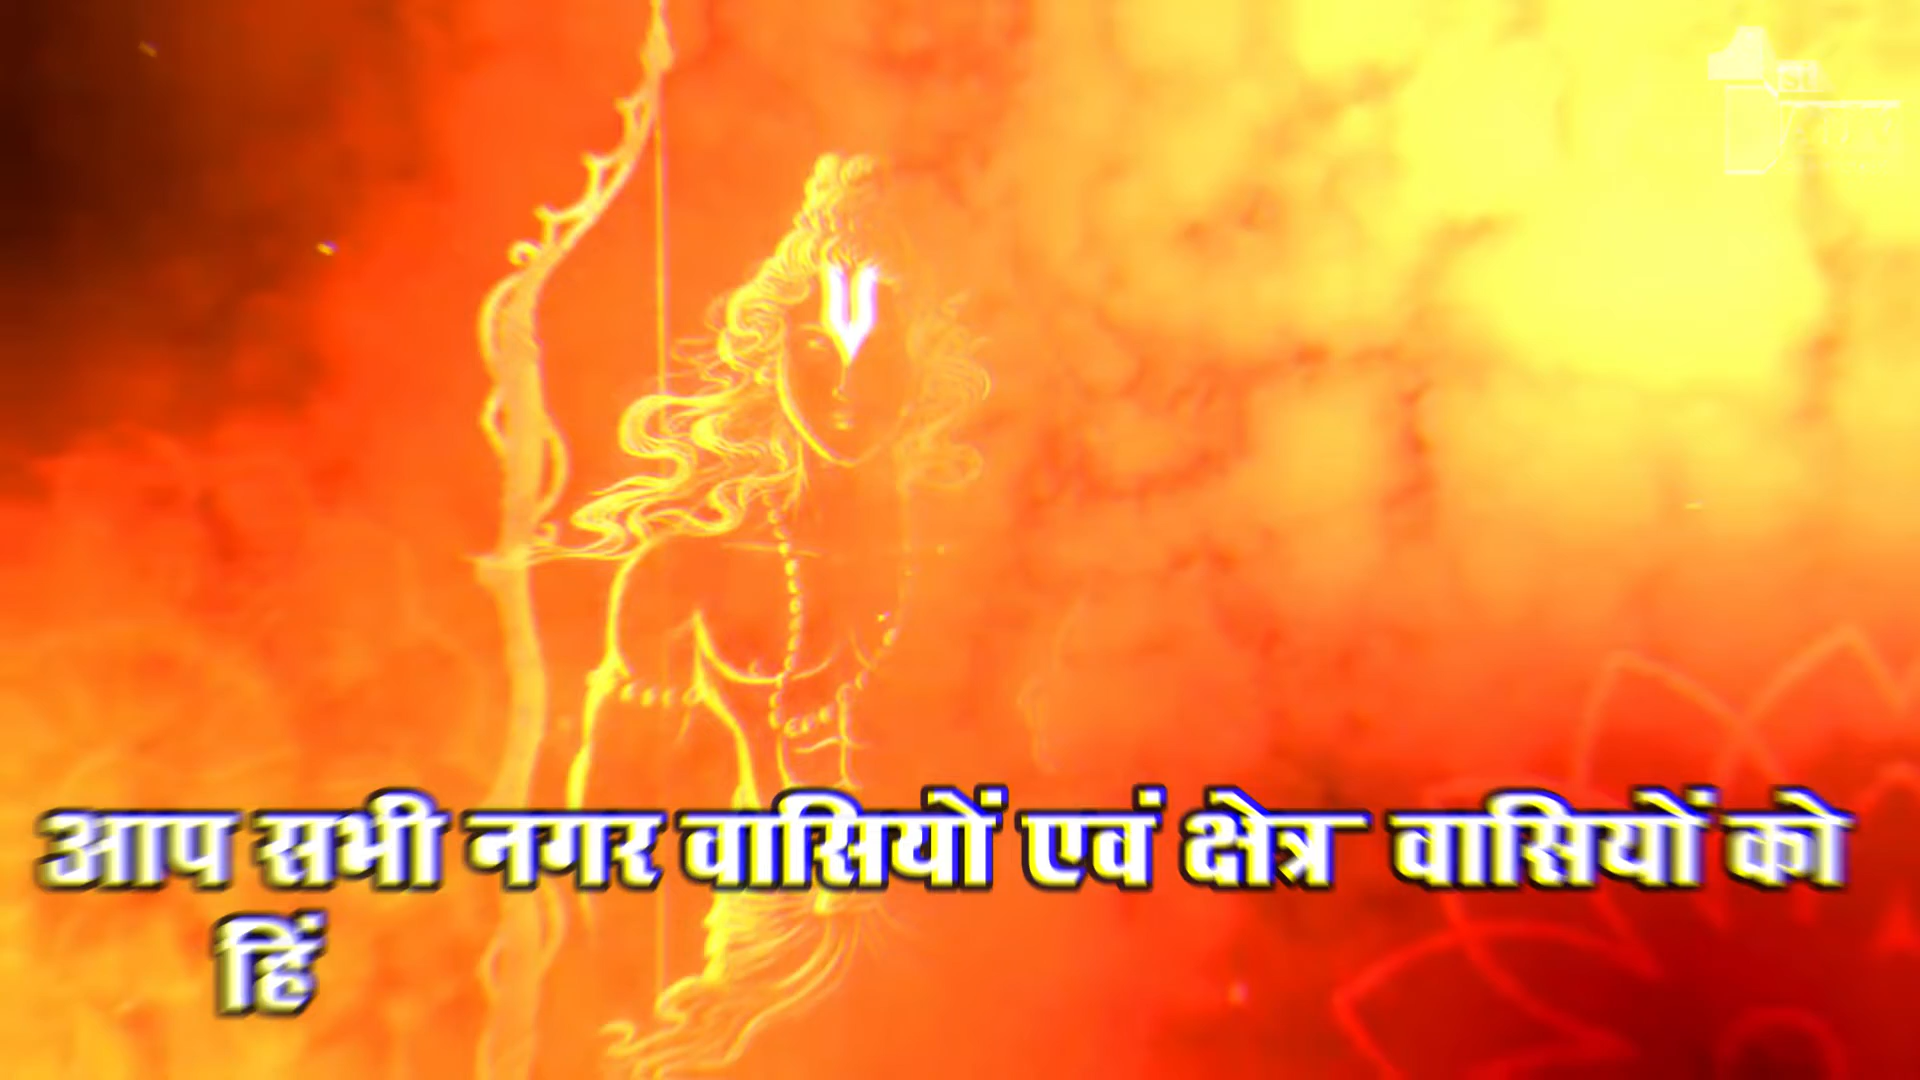 आप सभी नगर वासियों एवं क्षेत्र वासियों को
हिं